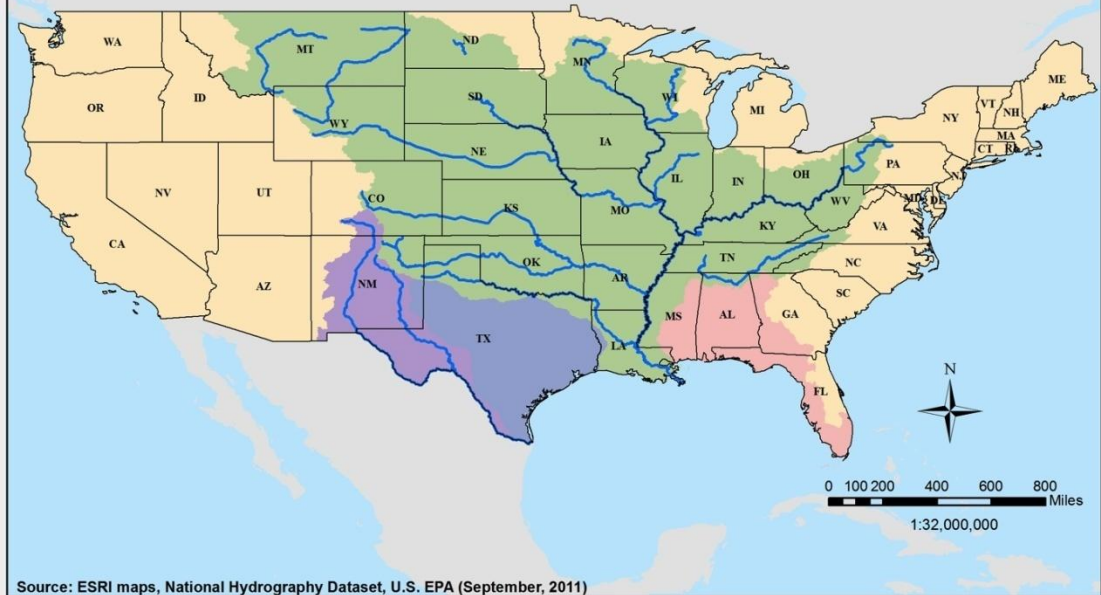 WA
MT
ND
MN
ME
OR
ID
SD
WI
MI
VT
NH
NY
WY
MA
CT
RI
NE
IA
PA
NJ
NV
UT
CO
IL
IN
OH
MD
DE
WV
VA
CA
KS
MO
KY
NC
AZ
NM
OK
AR
TN
SC
TX
LA
MS
AL
GA
FL
N
0 100 200 400 600 800
Miles
1:32,000,000
Source: ESRI maps, National Hydrography Dataset, U.S. EPA (September, 2011)